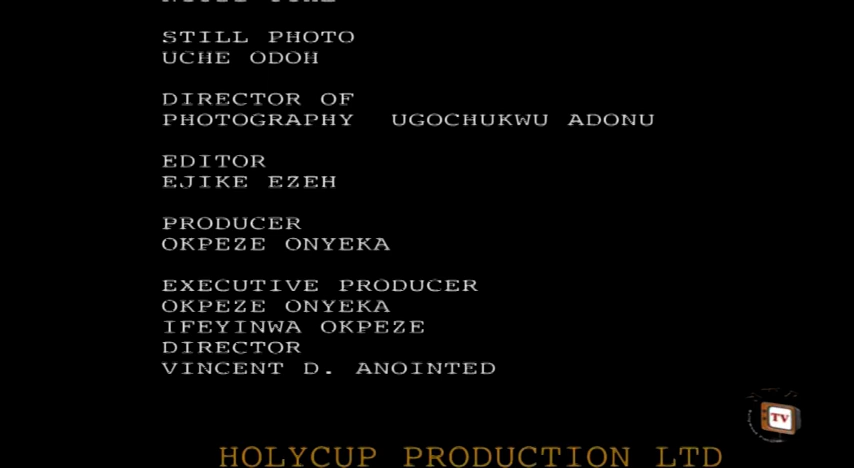 STILL PHOTO
UCHE ODOH
DIRECTOR OF
PHOTOGRAPHY UGOCHUKWU ADONU
EDITOR
EJIKE EZEH
PRODUCER
OKPEZE ONYEKA
EXECUTIVE PRODUCER
OKPEZE ONYEKA
IFEYINWA OKPEZE
DIRECTOR
VINCENT D. ANOINTED
TV
HOLYCUP PRODUCTION LTD